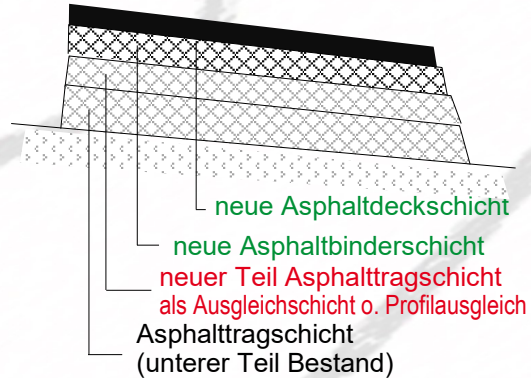 neue Asphaltdeckschicht
neue Asphaltbinderschicht
neuer Teil Asphalttragschicht
als Ausgleichschicht o. Profilausgleich
Asphalttragschicht
(unterer Teil Bestand)